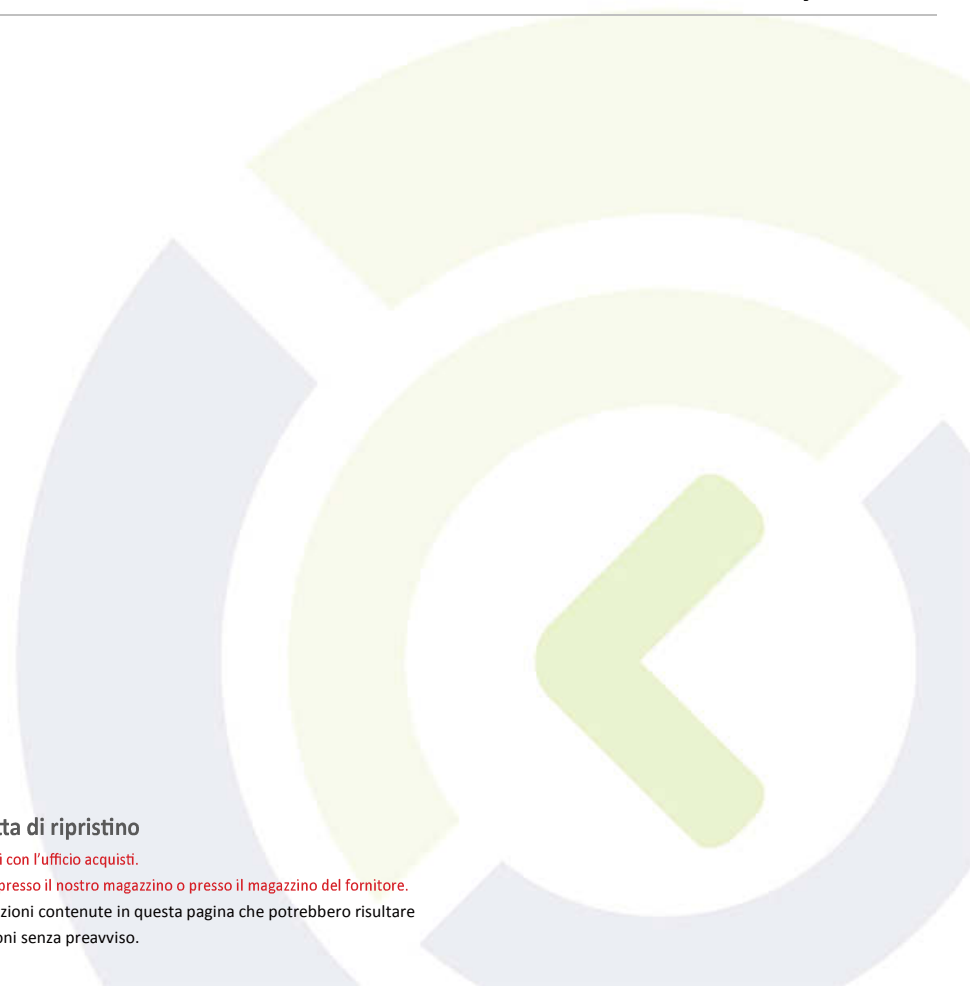 tta di ripristino
i con l'ufficio acquisti.
presso il nostro magazzino o presso il magazzino del fornitore.
zioni contenute in questa pagina che potrebbero risultare
oni senza preavviso.